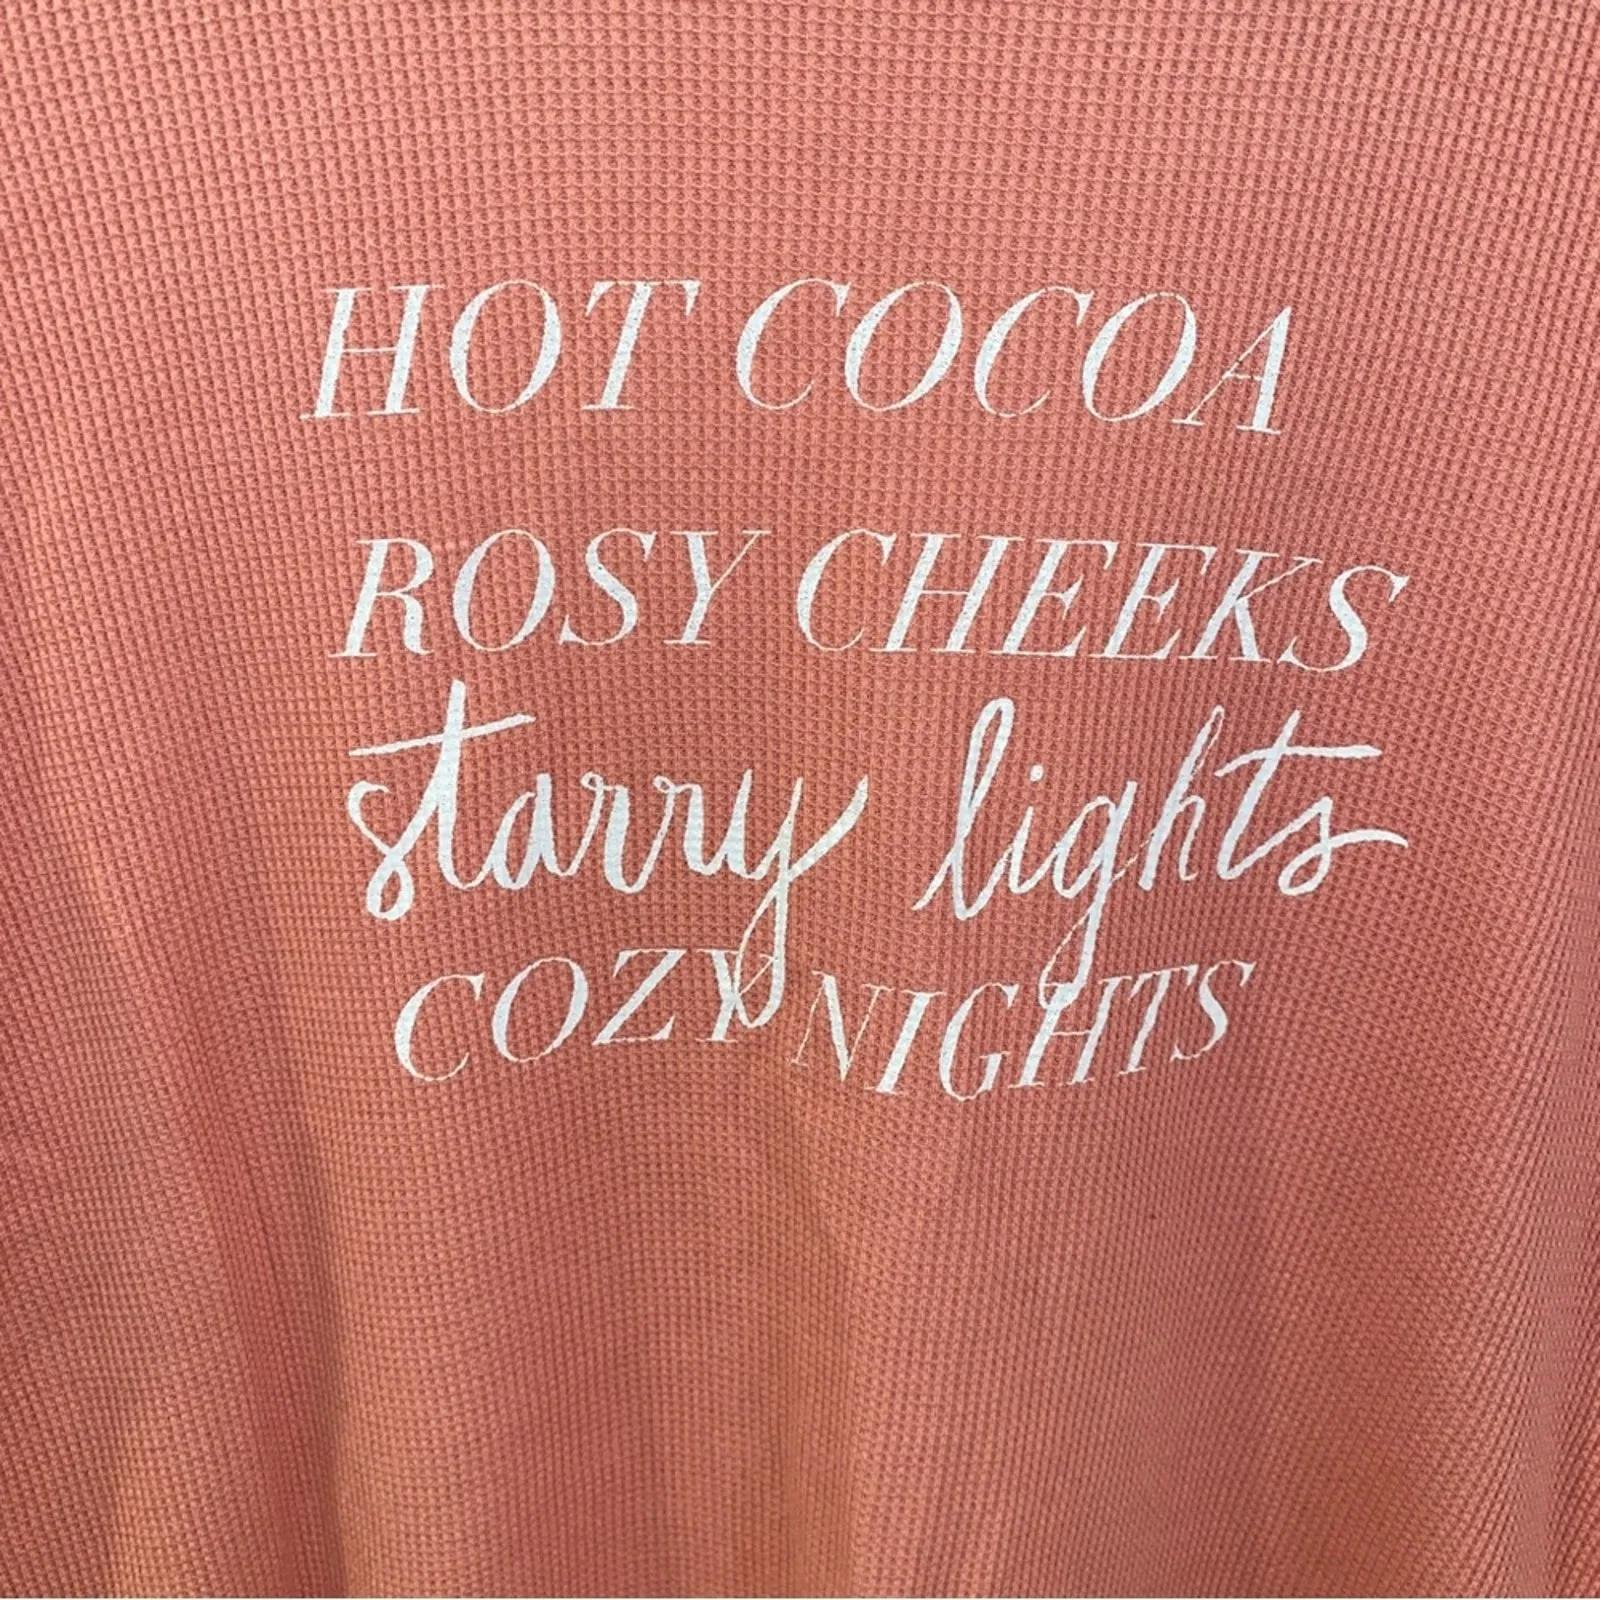 HOT COCOA
ROSY CHEEKS
starry lights
COZY NIGHTS